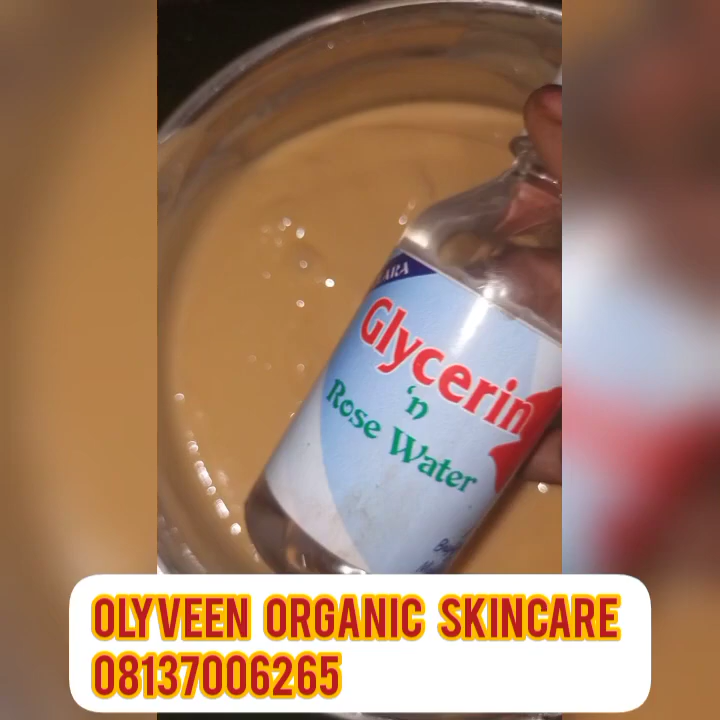 ARA
Glycerin
'n
Rose Water
OLYVEEN ORGANIC SKINCARE
08137006265